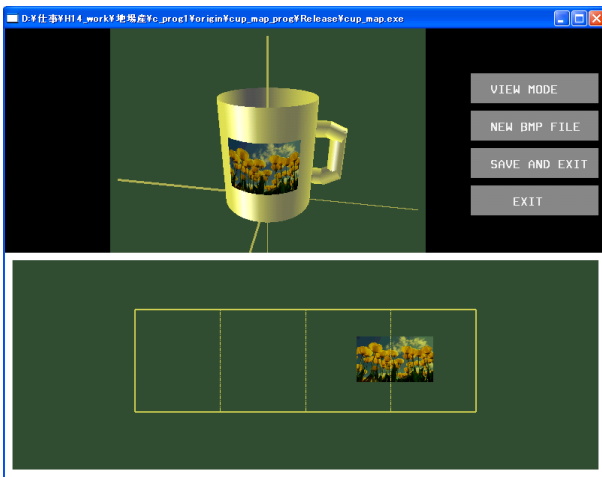 D:¥仕事¥H14_work¥地場産¥c_prog1¥origin¥cup_map_prog¥Release¥cup_map.exe
VIEW MODE
NEW BMP FILE
SAVE AND EXIT
EXIT